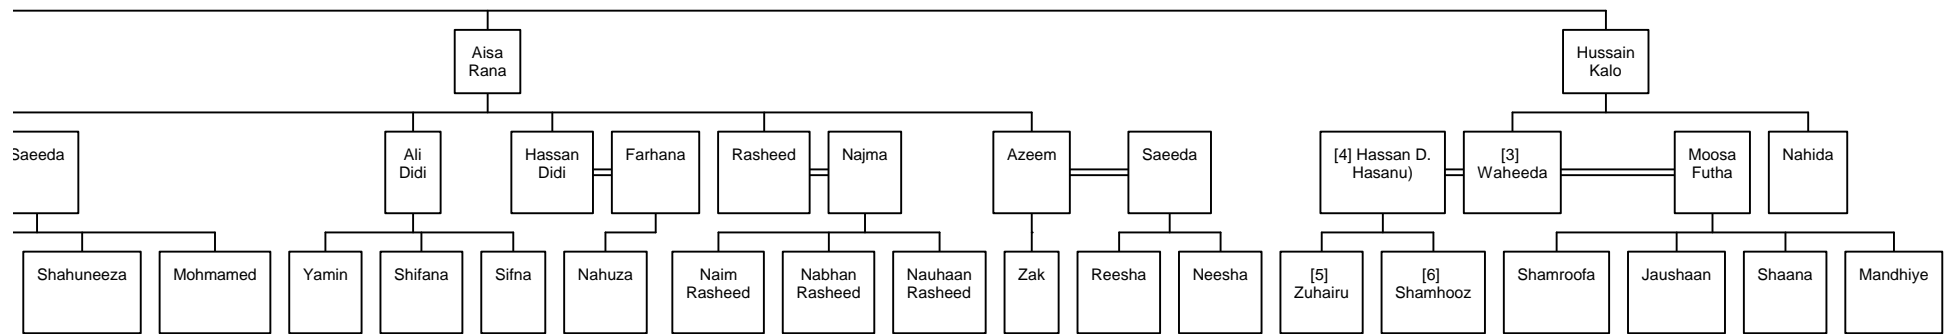 Aisa
Rana
Hussain
Kalo
Saeeda
Ali
Didi
Hassan
Didi
Farhana
Rasheed
Najma
Azeem
Saeeda
[4] Hassan D.
Hasanu)
[3]
Waheeda
Moosa
Futha
Nahida
Shahuneeza
Mohmamed
Yamin
Shifana
Sifna
Nahuza
Naim
Rasheed
Nabhan
Rasheed
Nauhaan
Rasheed
Zak
Reesha
Neesha
[5]
Zuhairu
[6]
Shamhooz
Shamroofa
Jaushaan
Shaana
Mandhiye